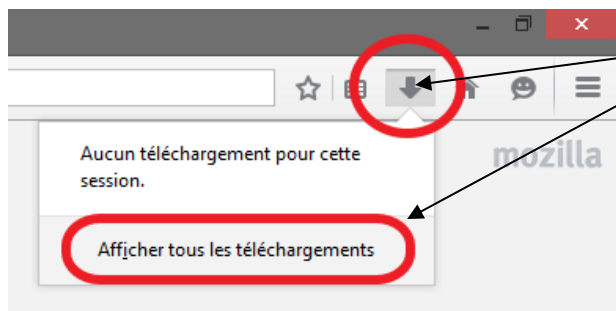 Aucun téléchargement pour cette
session.
mozilla
Afficher tous les téléchargements